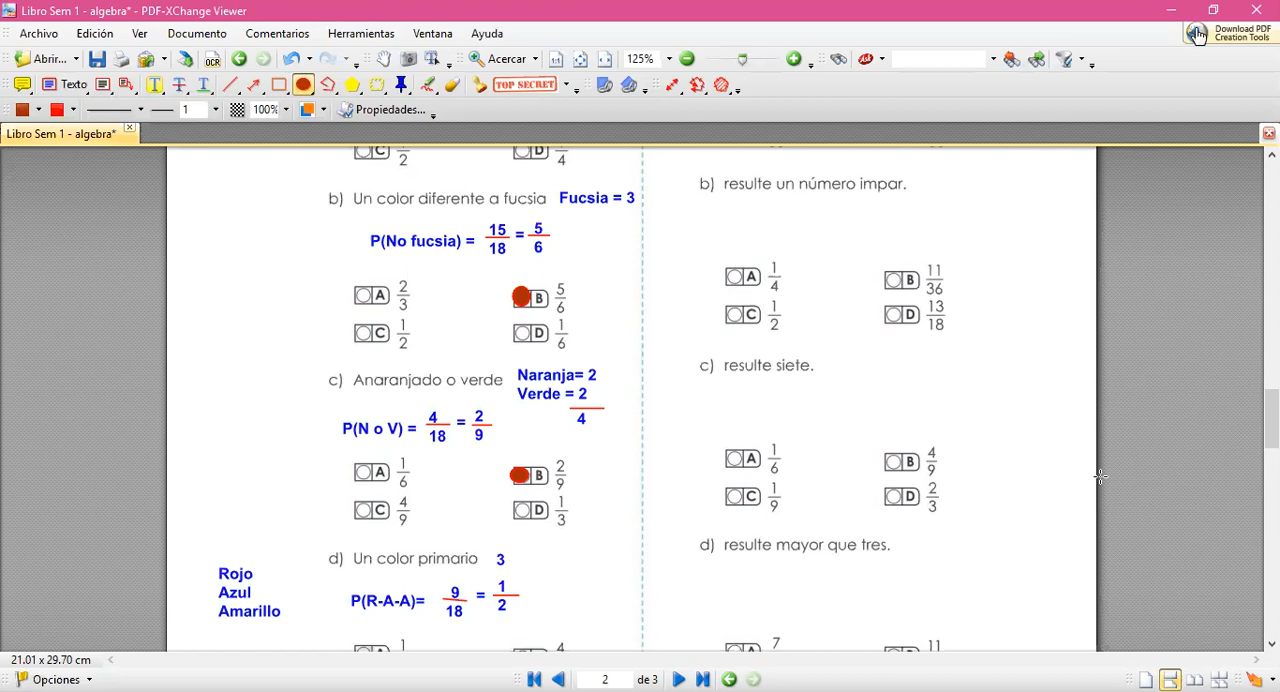 Libro Sem 1 - algebra* - PDF-XChange Viewer
Archivo Edición Ver Documento Comentarios Herramientas Ventana Ayuda
Download PDF
Creation Tools
Abrir... OCR Acercar 125%
Texto TOP SECRET
1 100% Propiedades...
Libro Sem 1 - algebra*
C 1/2 D 1/4
b) Un color diferente a fucsia Fucsia = 3
P(No fucsia) = 15/18 = 5/6
A 2/3 B 5/6
C 1/2 D 1/6
c) Anaranjado o verde Naranja= 2
Verde = 2
4
P(N o V) = 4/18 = 2/9
A 1/6 B 2/9
C 4/9 D 1/3
d) Un color primario 3
Rojo
Azul
Amarillo
P(R-A-A)= 9/18 = 1/2
b) resulte un número impar.
A 1/4 B 11/36
C 1/2 D 13/18
c) resulte siete.
A 1/6 B 4/9
C 1/9 D 2/3
d) resulte mayor que tres.
21.01 x 29.70 cm
Opciones 2 de 3